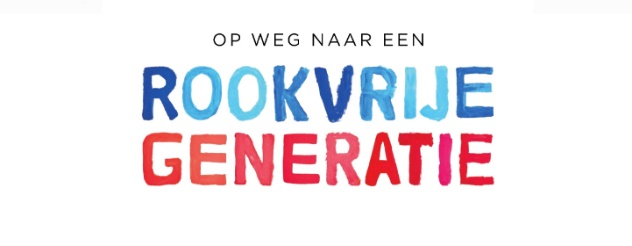 OP WEG NAAR EEN
ROOKVRIJE
GENERATIE